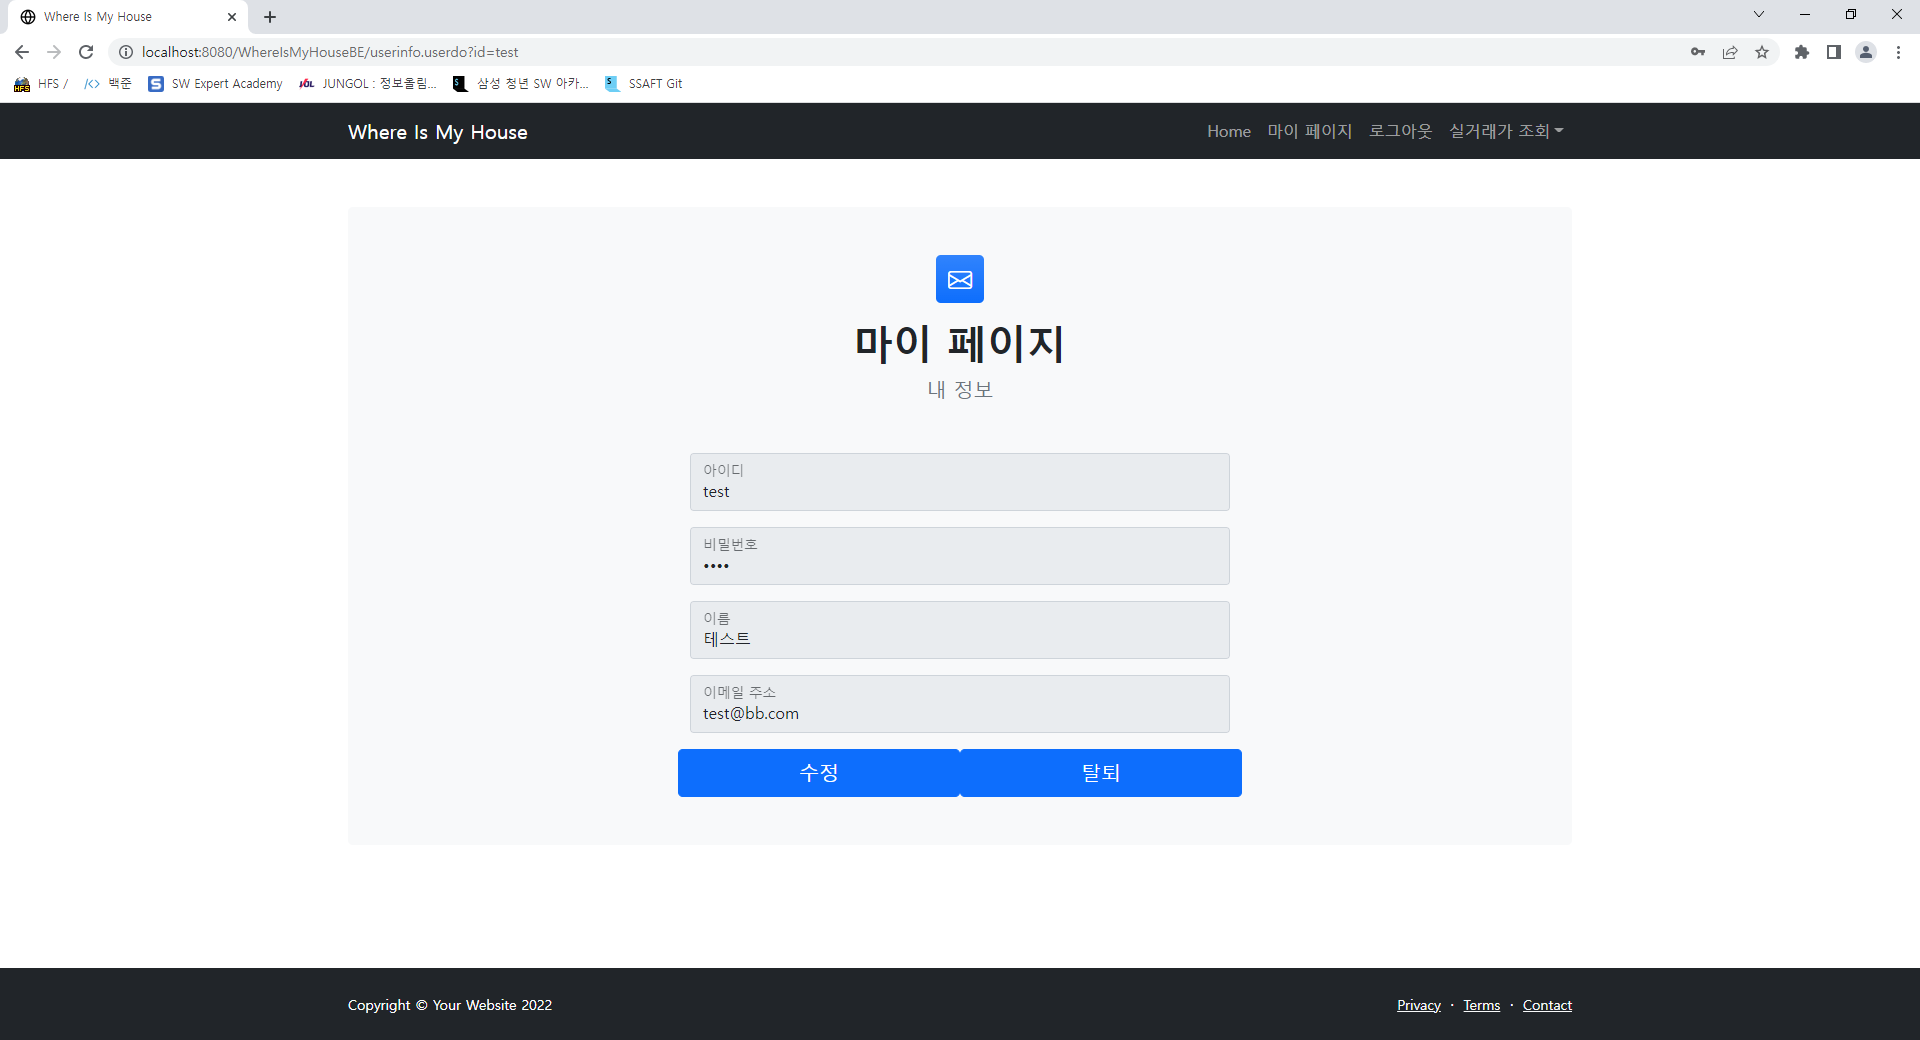 Where Is My House
localhost:8080/WhereIsMyHouseBE/userinfo.userdo?id=test
HFS /
</> 백준
S SW Expert Academy
JOL JUNGOL : 정보올림...
S 삼성 청년 SW 아카...
S SSAFT Git
Where Is My House
Home 마이 페이지 로그아웃 실거래가 조회
마이 페이지
내 정보
아이디
test
비밀번호
••••
이름
테스트
이메일 주소
test@bb.com
수정 탈퇴
Copyright © Your Website 2022
Privacy · Terms · Contact